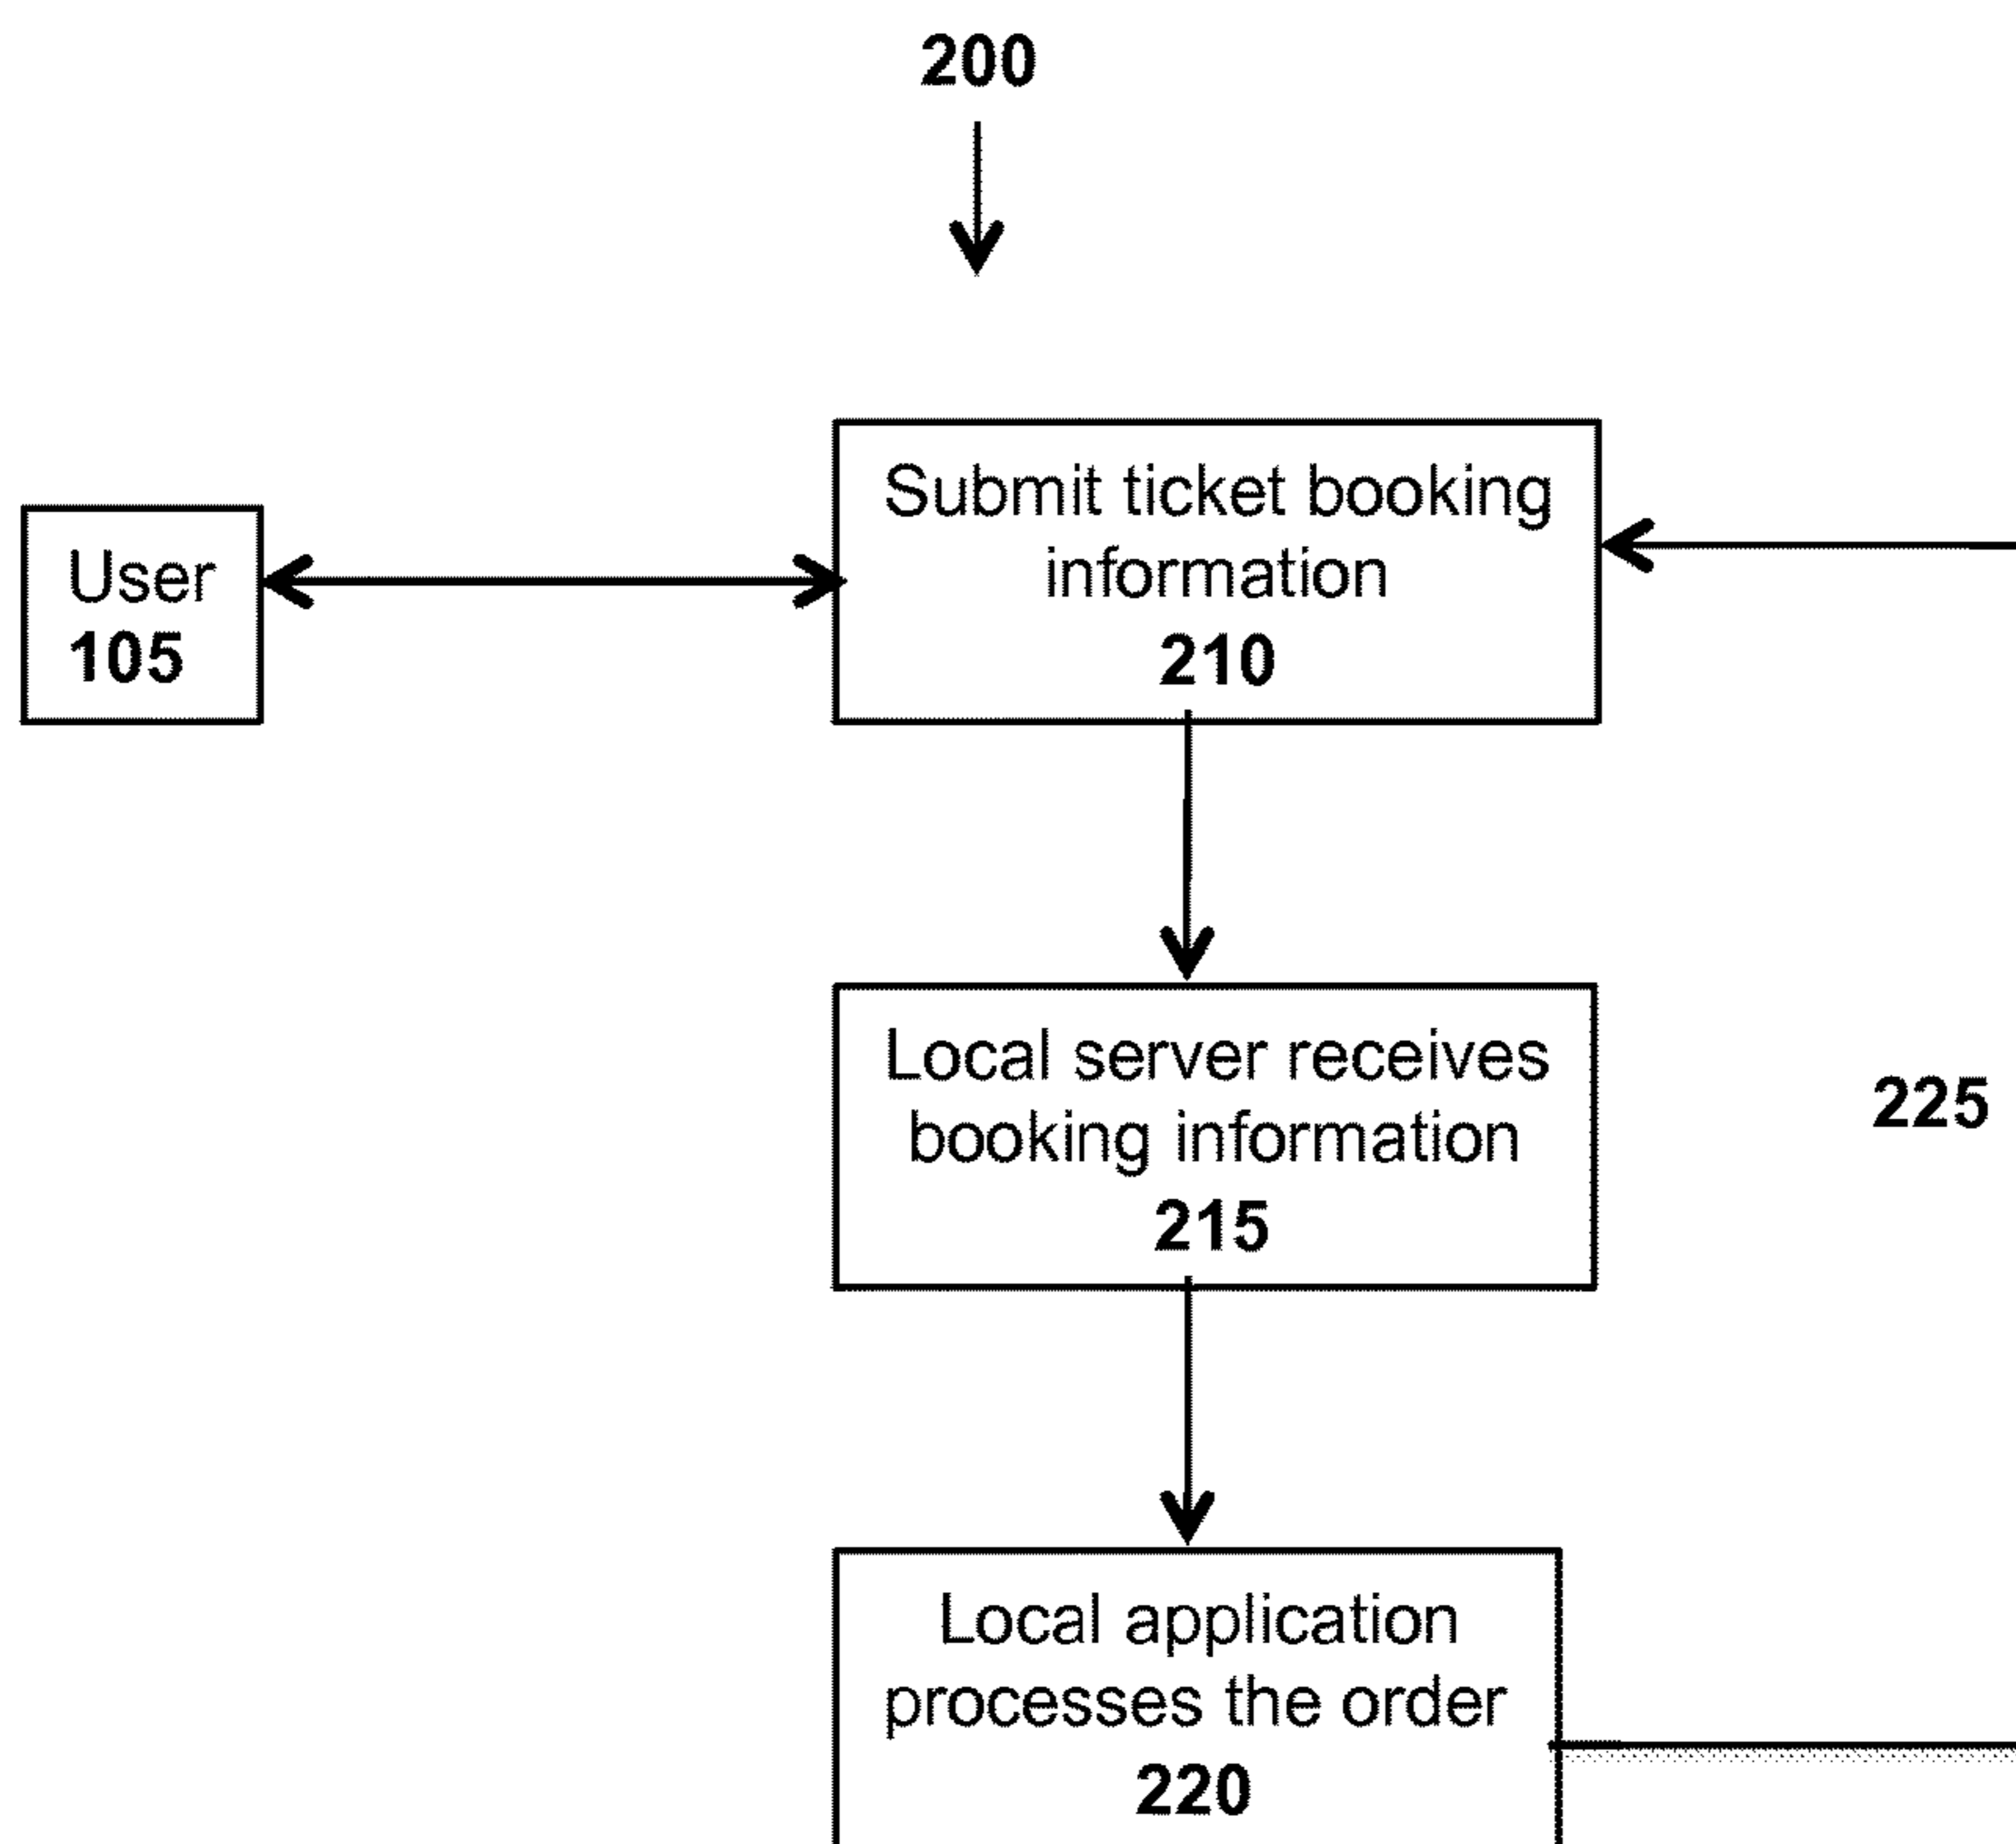 200
Submit ticket booking
information
210
User
105
Local server receives
booking information
215
225
Local application
processes the order
220